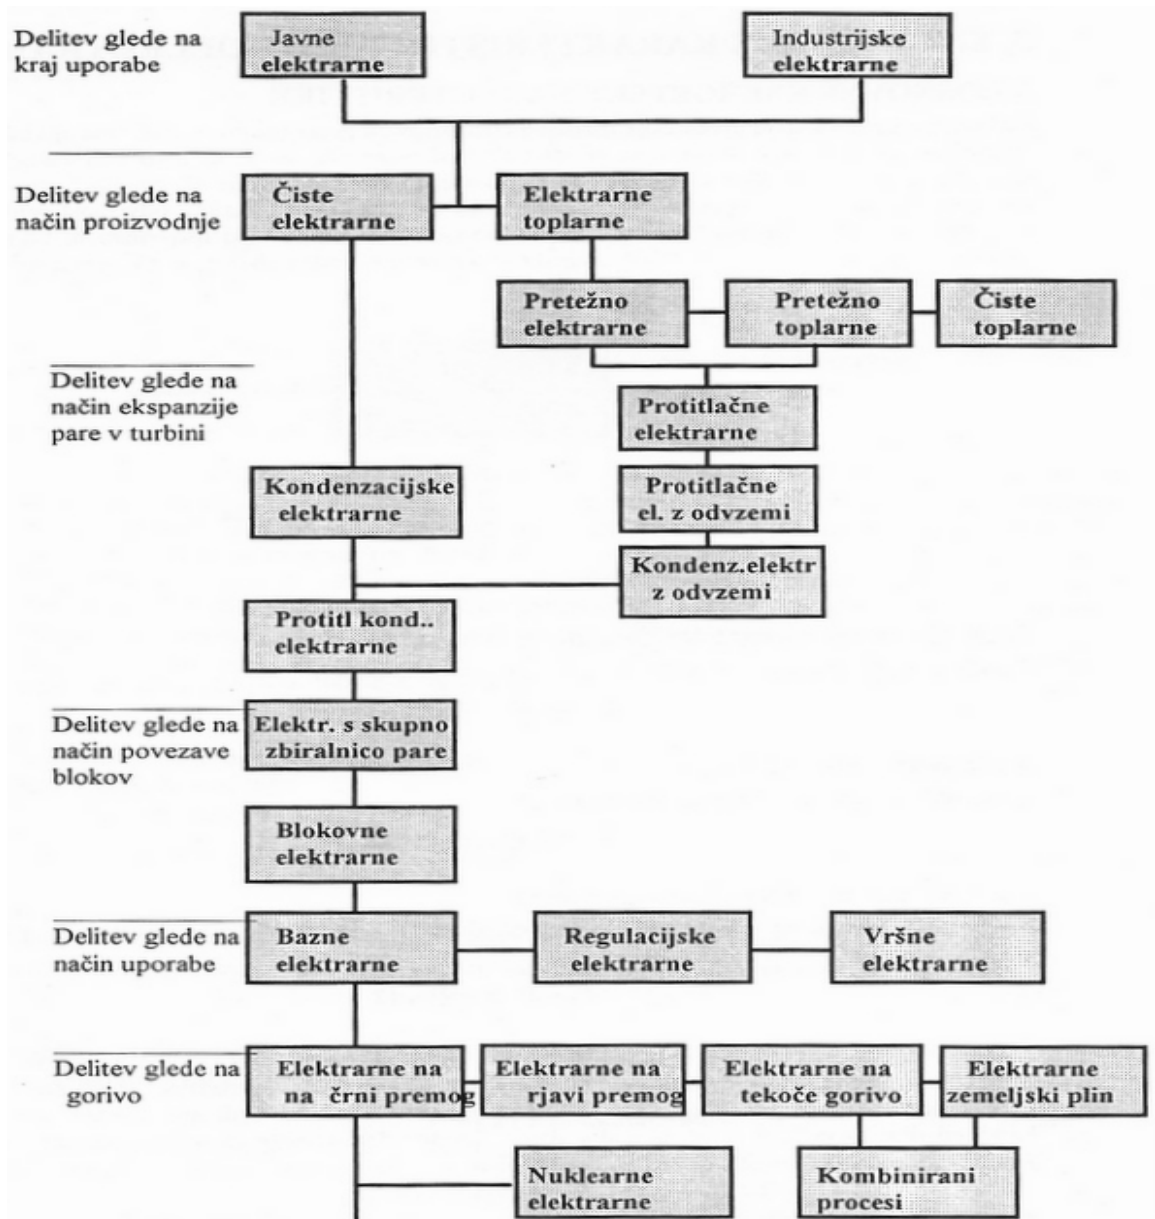 Delitev glede na
kraj uporabe
Javne
elektrarne
Industrijske
elektrarne
Delitev glede na
način proizvodnje
Čiste
elektrarne
Elektrarne
toplarne
Pretežno
elektrarne
Pretežno
toplarne
Čiste
toplarne
Delitev glede na
način ekspanzije
pare v turbini
Protitlačne
elektrarne
Kondenzacijske
elektrarne
Protitlačne
el. z odvzemi
Kondenz.elektr
z odvzemi
Protitl kond..
elektrarne
Delitev glede na
način povezave
blokov
Elektr. s skupno
zbiralnico pare
Blokovne
elektrarne
Delitev glede na
način uporabe
Bazne
elektrarne
Regulacijske
elektrarne
Vršne
elektrarne
Delitev glede na
gorivo
Elektrarne na
na črni premog
Elektrarne na
rjavi premog
Elektrarne na
tekoče gorivo
Elektrarne
zemeljski plin
Nuklearne
elektrarne
Kombinirani
procesi